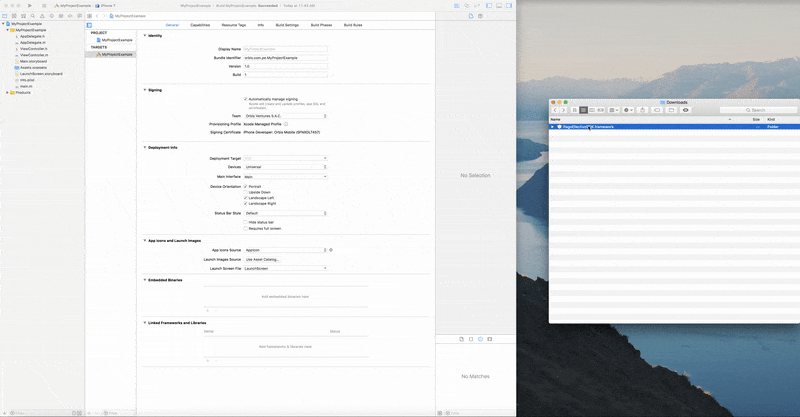 MyProjectExample
iPhone 7
MyProjectExample
Build MyProjectExample: Succeeded
Today at 11:43 AM
MyProjectExample
General
Capabilities
Resource Tags
Info
Build Settings
Build Phases
Build Rules
MyProjectExample
MyProjectExample
AppDelegate.h
AppDelegate.m
ViewController.h
ViewController.m
Main.storyboard
Assets.xcassets
LaunchScreen.storyboard
Info.plist
main.m
Products
PROJECT
MyProjectExample
TARGETS
MyProjectExample
Identity
Display Name
MyProjectExample
Bundle Identifier
orbis.com.pe.MyProjectExample
Version
1.0
Build
1
Signing
Automatically manage signing
Xcode will create and update profiles, app IDs, and
certificates.
Team
Orbis Ventures S.A.C.
Provisioning Profile
Xcode Managed Profile
Signing Certificate
Deployment Info
Deployment Target
Devices
Universal
Main Interface
Main
Device Orientation
Portrait
Upside Down
Landscape Left
Landscape Right
Status Bar Style
Default
Hide status bar
Requires full screen
App Icons and Launch Images
App Icons Source
AppIcon
Launch Images Source
Use Asset Catalog...
Launch Screen File
LaunchScreen
Embedded Binaries
Add embedded binaries here
Linked Frameworks and Libraries
Name
Status
Add frameworks & libraries here
No Selection
No Matches
Filter
Filter
Filter
Downloads
Search
Name
Size
Kind
Folder